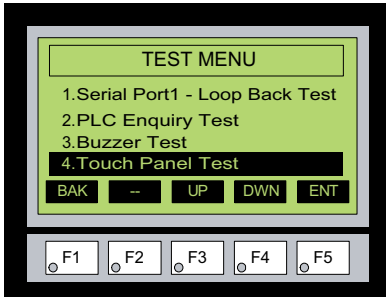 TEST MENU
1.Serial Port1 - Loop Back Test
2.PLC Enquiry Test
3.Buzzer Test
4.Touch Panel Test
BAK -- UP DWN ENT
F1 F2 F3 F4 F5